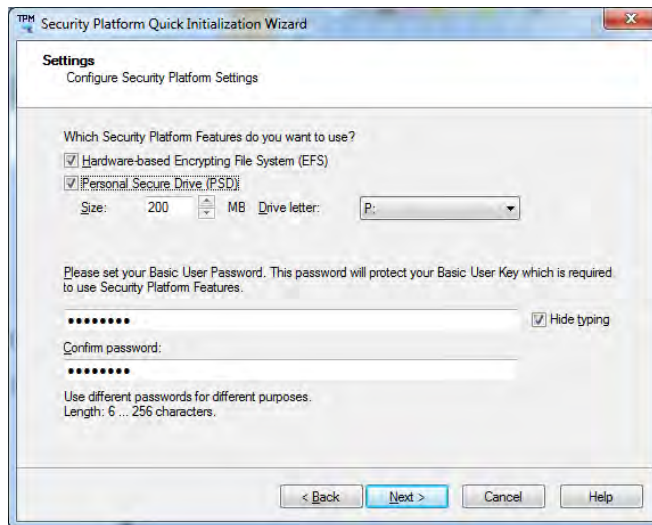 TPM Security Platform Quick Initialization Wizard
Settings
Configure Security Platform Settings
Which Security Platform Features do you want to use?
Hardware-based Encrypting File System (EFS)
Personal Secure Drive (PSD)
Size: 200 MB Drive letter: P:
Please set your Basic User Password. This password will protect your Basic User Key which is required
to use Security Platform Features.
•••••••• Hide typing
Confirm password:
••••••••
Use different passwords for different purposes.
Length: 6 ... 256 characters.
< Back Next > Cancel Help